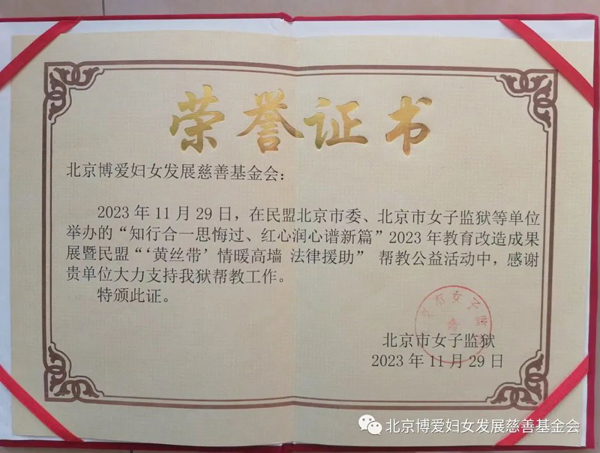 荣誉证书
北京博爱妇女发展慈善基金会：
2023年11月29日，在民盟北京市委、北京市女子监狱等单位
举办的“知行合一思悔过、红心润心谱新篇”2023年教育改造成果
展暨民盟“‘黄丝带’情暖高墙 法律援助” 帮教公益活动中，感谢
贵单位大力支持我狱帮教工作。
特颁此证。
北京市女子监狱
2023年11月29日
北京博爱妇女发展慈善基金会